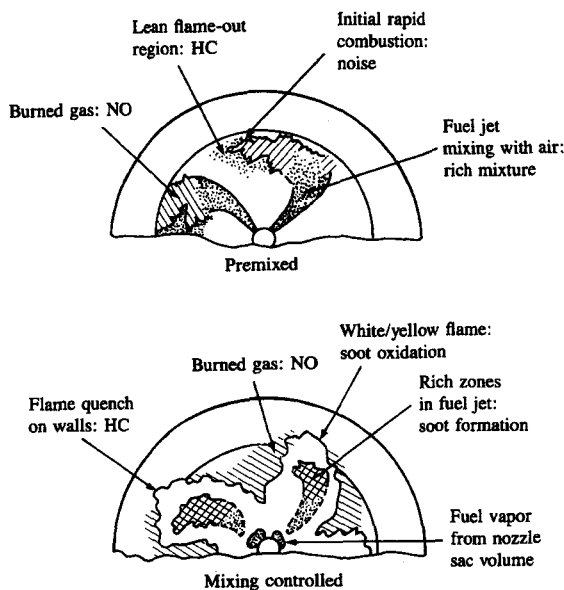 Lean flame-out
region: HC
Initial rapid
combustion:
noise
Burned gas: NO
Fuel jet
mixing with air:
rich mixture
Premixed
White/yellow flame:
soot oxidation
Burned gas: NO
Rich zones
in fuel jet:
soot formation
Flame quench
on walls: HC
Fuel vapor
from nozzle
sac volume
Mixing controlled